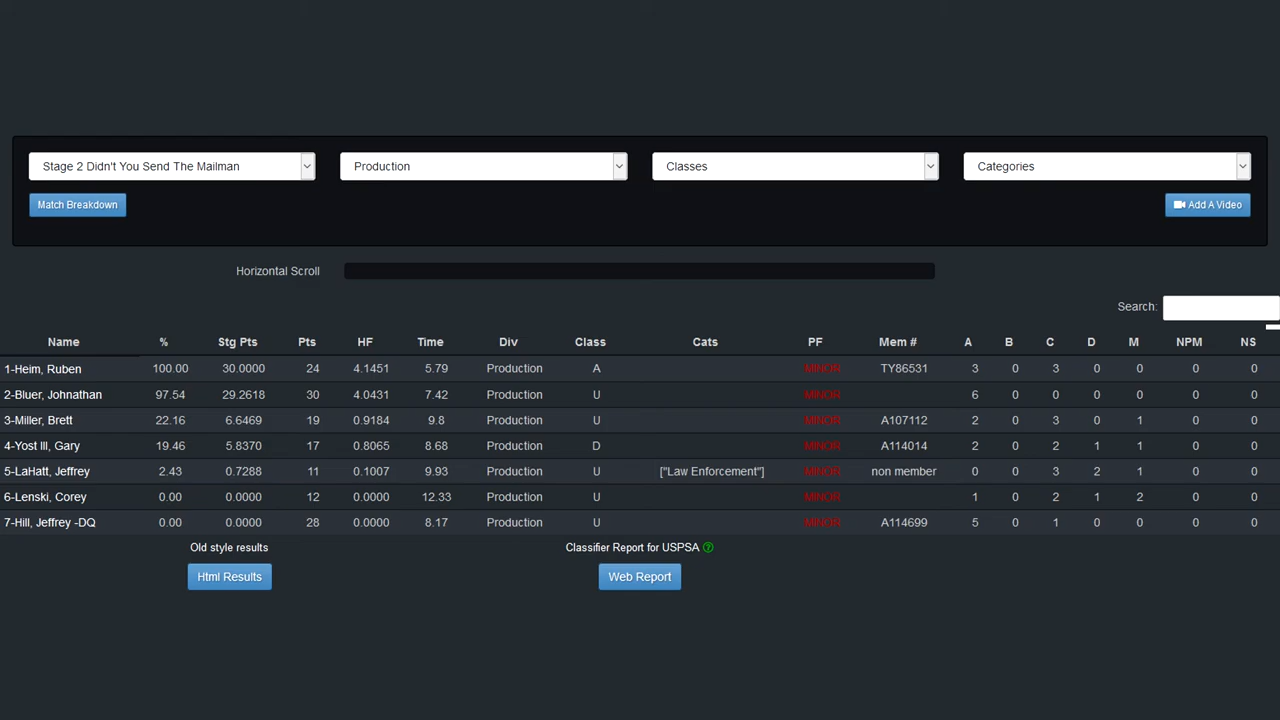 Stage 2 Didn't You Send The Mailman Production Classes Categories
Match Breakdown Add A Video
Horizontal Scroll
Search:
Name % Stg Pts Pts HF Time Div Class Cats PF Mem # A B C D M NPM NS
1-Heim, Ruben 100.00 30.0000 24 4.1451 5.79 Production A MINOR TY86531 3 0 3 0 0 0 0
2-Bluer, Johnathan 97.54 29.2618 30 4.0431 7.42 Production U MINOR 6 0 0 0 0 0 0
3-Miller, Brett 22.16 6.6469 19 0.9184 9.8 Production U MINOR A107112 2 0 3 0 1 0 0
4-Yost III, Gary 19.46 5.8370 17 0.8065 8.68 Production D MINOR A114014 2 0 2 1 1 0 0
5-LaHatt, Jeffrey 2.43 0.7288 11 0.1007 9.93 Production U ["Law Enforcement"] MINOR non member 0 0 3 2 1 0 0
6-Lenski, Corey 0.00 0.0000 12 0.0000 12.33 Production U MINOR 1 0 2 1 2 0 0
7-Hill, Jeffrey -DQ 0.00 0.0000 28 0.0000 8.17 Production U MINOR A114699 5 0 1 0 0 0 0
Old style results Classifier Report for USPSA ?
Html Results Web Report